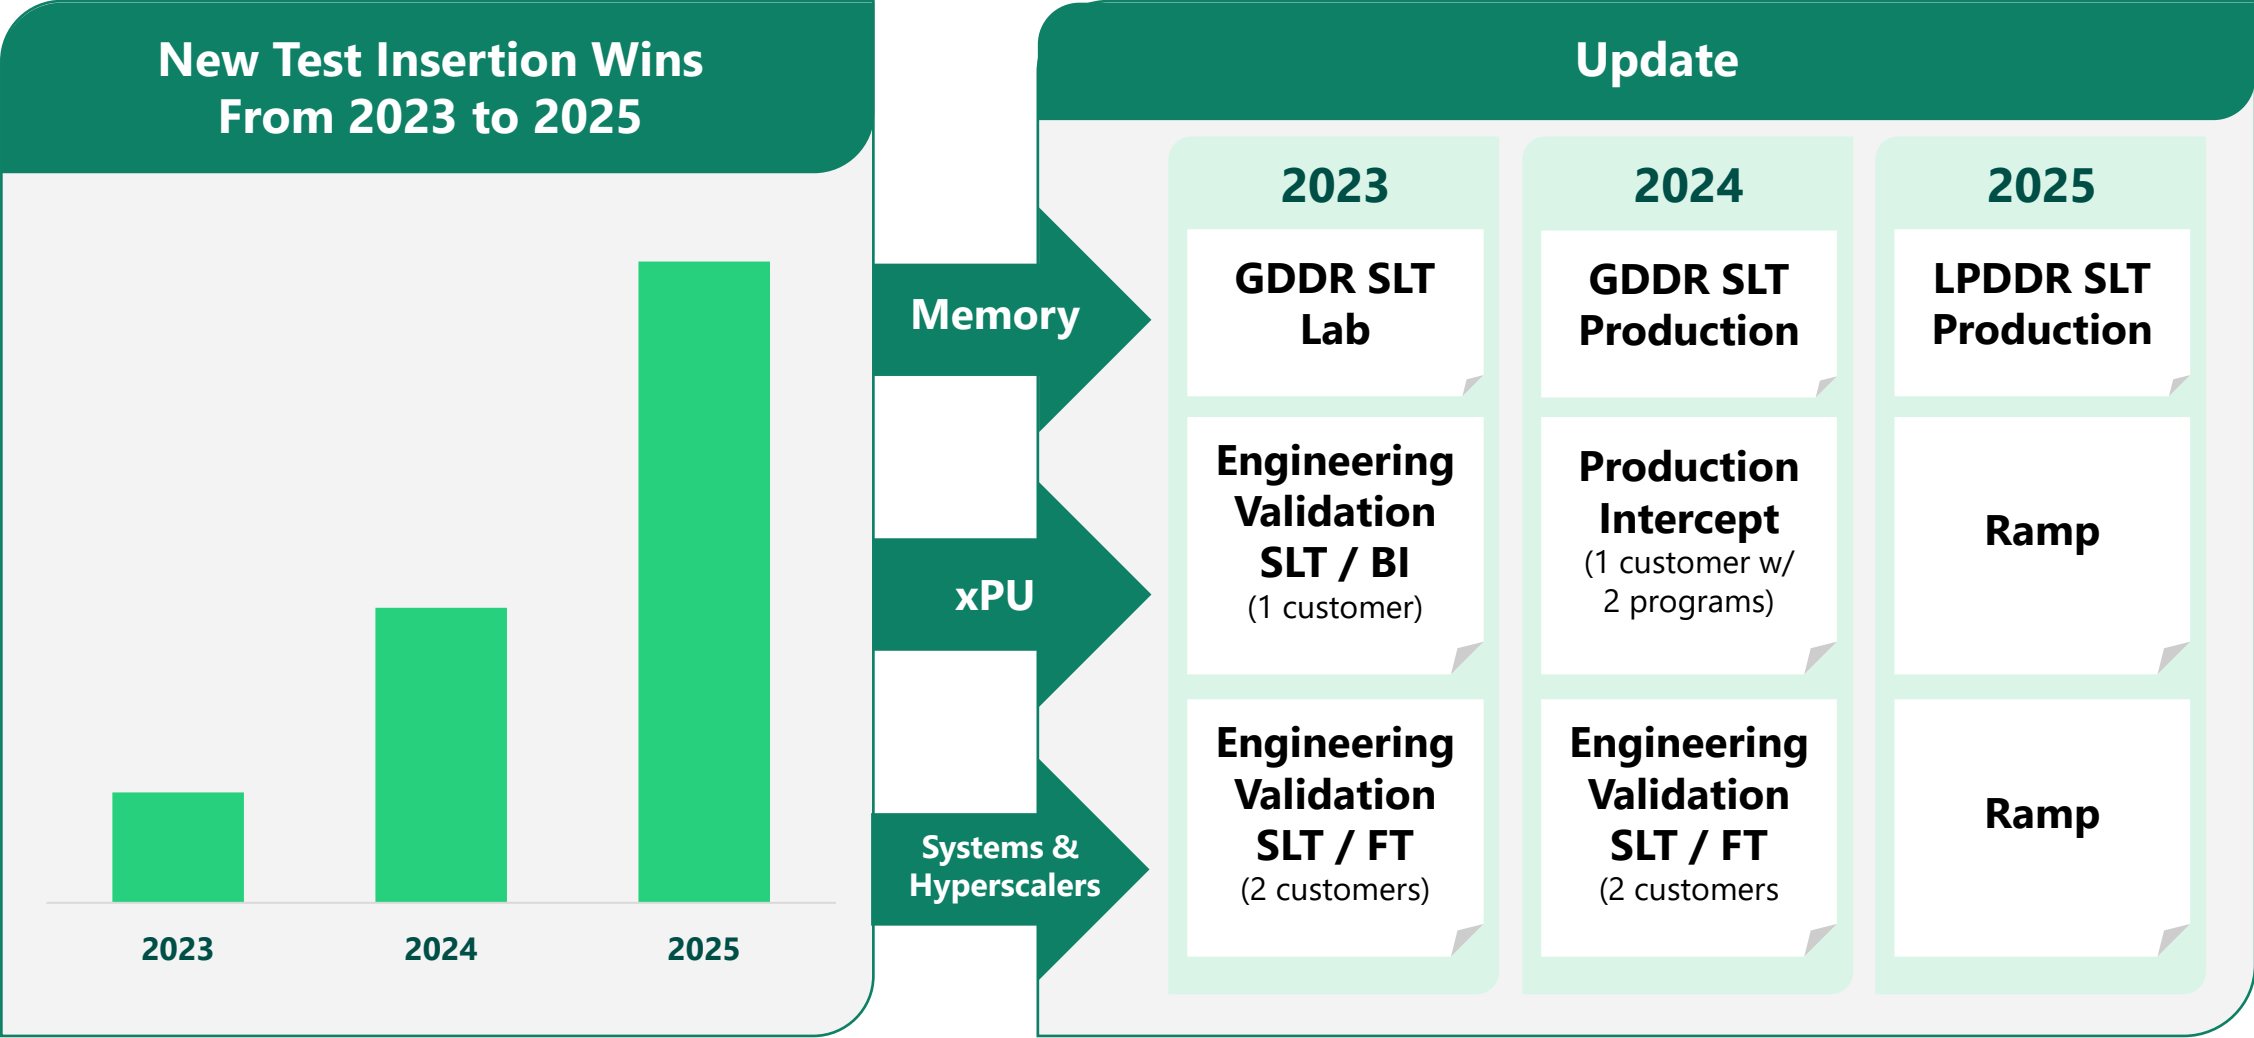 New Test Insertion Wins
From 2023 to 2025
2023
2024
2025
Memory
xPU
Systems &
Hyperscalers
Update
2023
GDDR SLT
Lab
Engineering
Validation
SLT / BI
(1 customer)
Engineering
Validation
SLT / FT
(2 customers)
2024
GDDR SLT
Production
Production
Intercept
(1 customer w/
2 programs)
Engineering
Validation
SLT / FT
(2 customers
2025
LPDDR SLT
Production
Ramp
Ramp